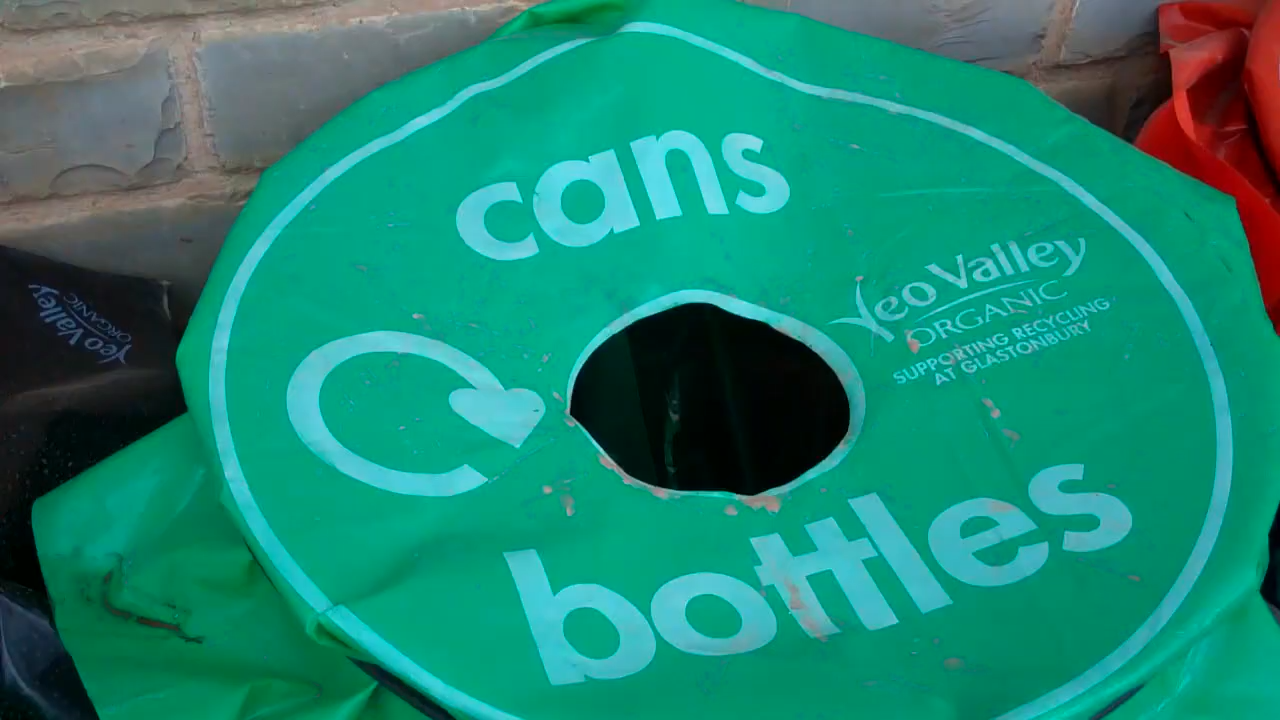 cans
Yeo Valley
ORGANIC
SUPPORTING RECYCLING
AT GLASTONBURY
bottles
Yeo Valley
ORGANIC